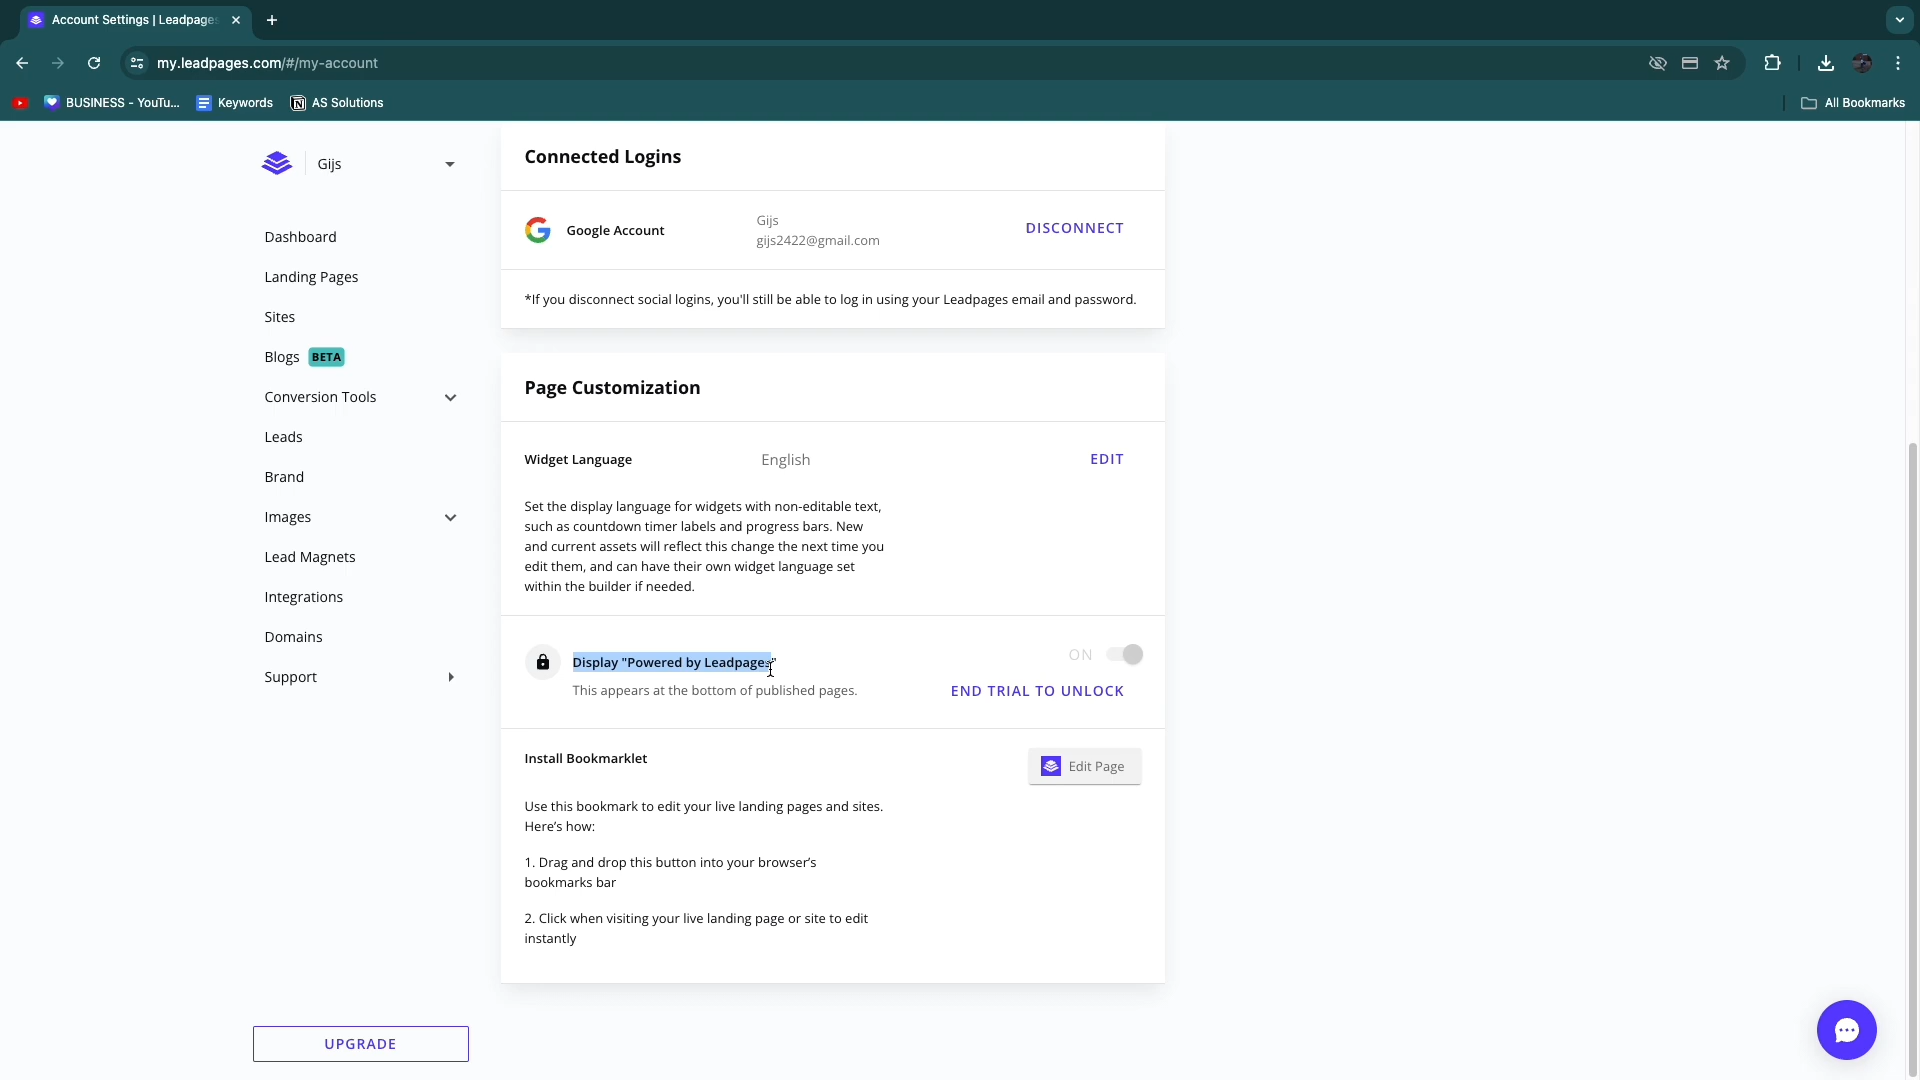 Account Settings | Leadpages
my.leadpages.com/#/my-account
BUSINESS - YouTu...
Keywords
AS Solutions
All Bookmarks
Gijs
Dashboard
Landing Pages
Sites
Blogs BETA
Conversion Tools
Leads
Brand
Images
Lead Magnets
Integrations
Domains
Support
UPGRADE
Connected Logins
Google Account
Gijs
gijs2422@gmail.com
DISCONNECT
*If you disconnect social logins, you'll still be able to log in using your Leadpages email and password.
Page Customization
Widget Language
English
EDIT
Set the display language for widgets with non-editable text,
such as countdown timer labels and progress bars. New
and current assets will reflect this change the next time you
edit them, and can have their own widget language set
within the builder if needed.
Display "Powered by Leadpages"
ON
This appears at the bottom of published pages.
END TRIAL TO UNLOCK
Install Bookmarklet
Edit Page
Use this bookmark to edit your live landing pages and sites.
Here’s how:
1. Drag and drop this button into your browser’s
bookmarks bar
2. Click when visiting your live landing page or site to edit
instantly